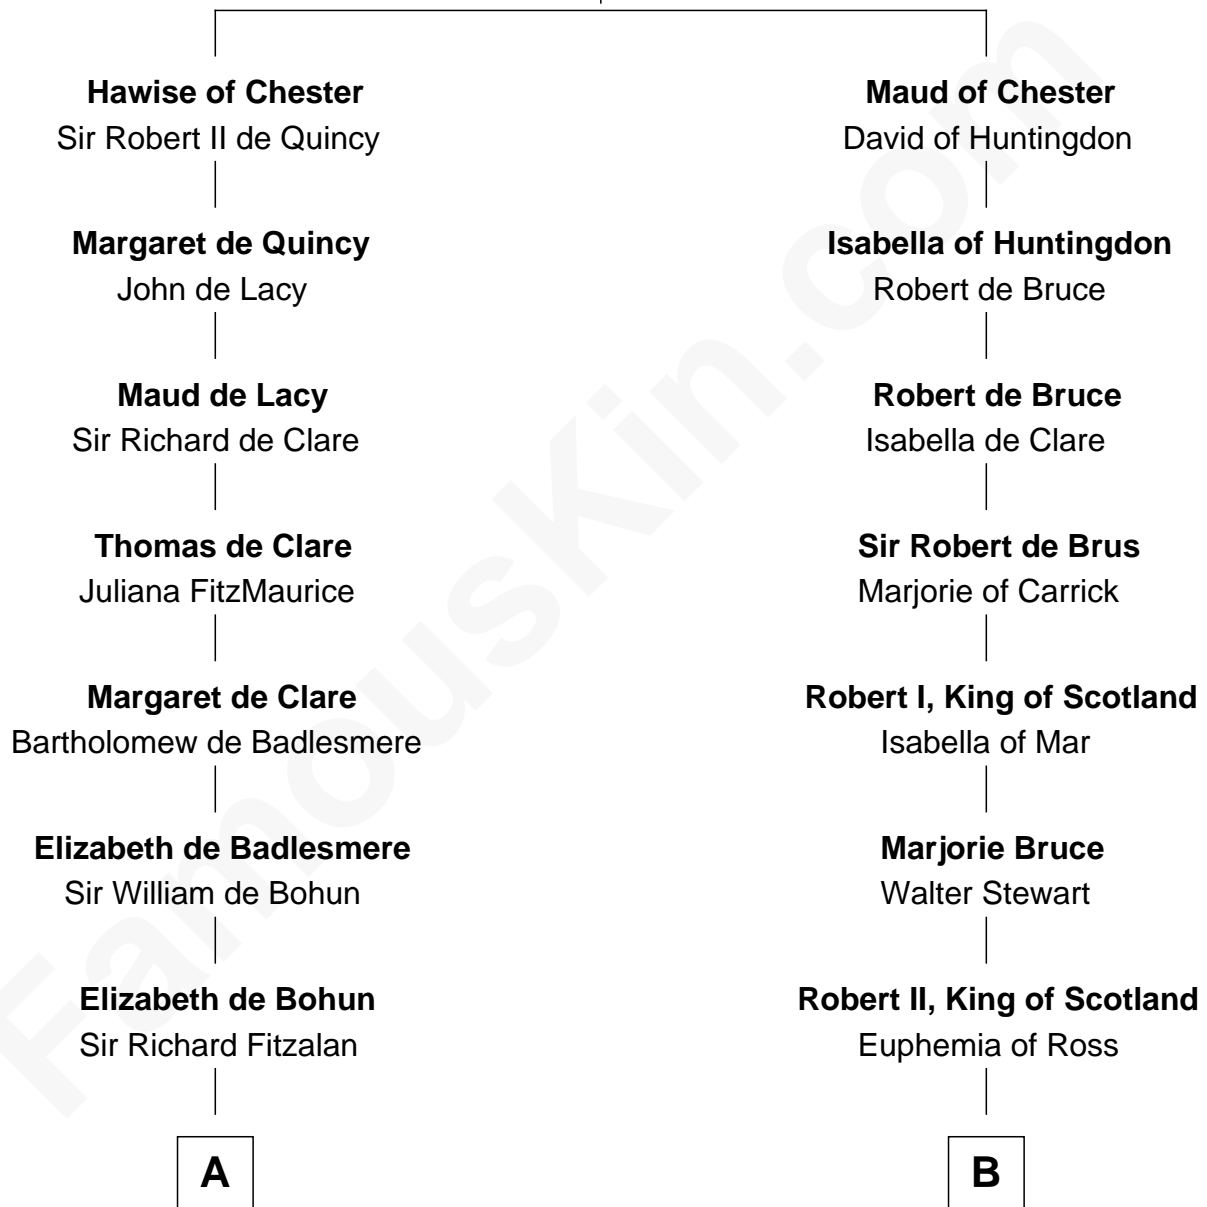 Hawise of Chester
Sir Robert II de Quincy
Margaret de Quincy
John de Lacy
Maud de Lacy
Sir Richard de Clare
Thomas de Clare
Juliana FitzMaurice
Margaret de Clare
Bartholomew de Badlesmere
Elizabeth de Badlesmere
Sir William de Bohun
Elizabeth de Bohun
Sir Richard Fitzalan
A
Maud of Chester
David of Huntingdon
Isabella of Huntingdon
Robert de Bruce
Robert de Bruce
Isabella de Clare
Sir Robert de Brus
Marjorie of Carrick
Robert I, King of Scotland
Isabella of Mar
Marjorie Bruce
Walter Stewart
Robert II, King of Scotland
Euphemia of Ross
B
FamousKin.com